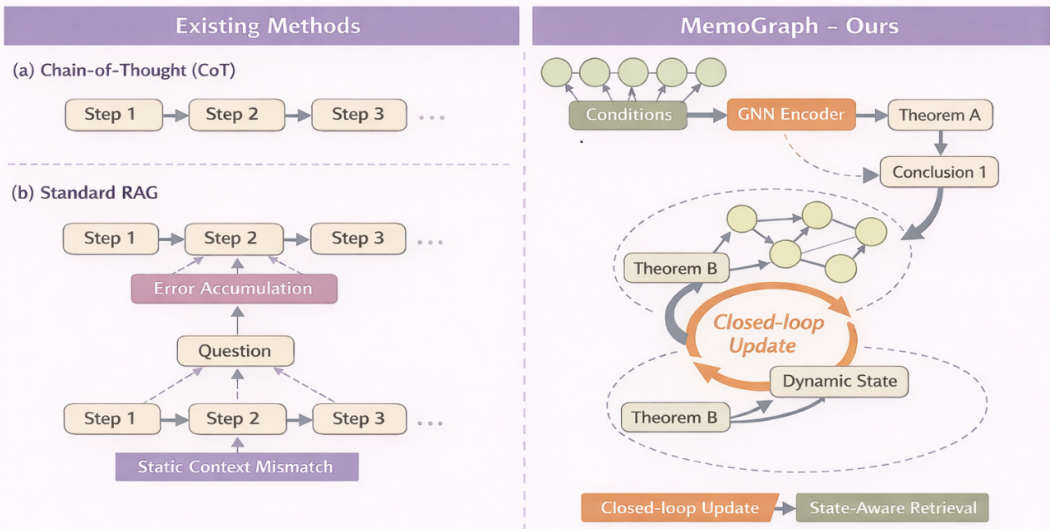 Existing Methods
(a) Chain-of-Thought (CoT)
Step 1
Step 2
Step 3
...
(b) Standard RAG
Step 1
Step 2
Step 3
...
Error Accumulation
Question
Step 1
Step 2
Step 3
...
Static Context Mismatch
MemoGraph – Ours
Conditions
GNN Encoder
Theorem A
Conclusion 1
Theorem B
Closed-loop
Update
Dynamic State
Theorem B
Closed-loop Update
State-Aware Retrieval